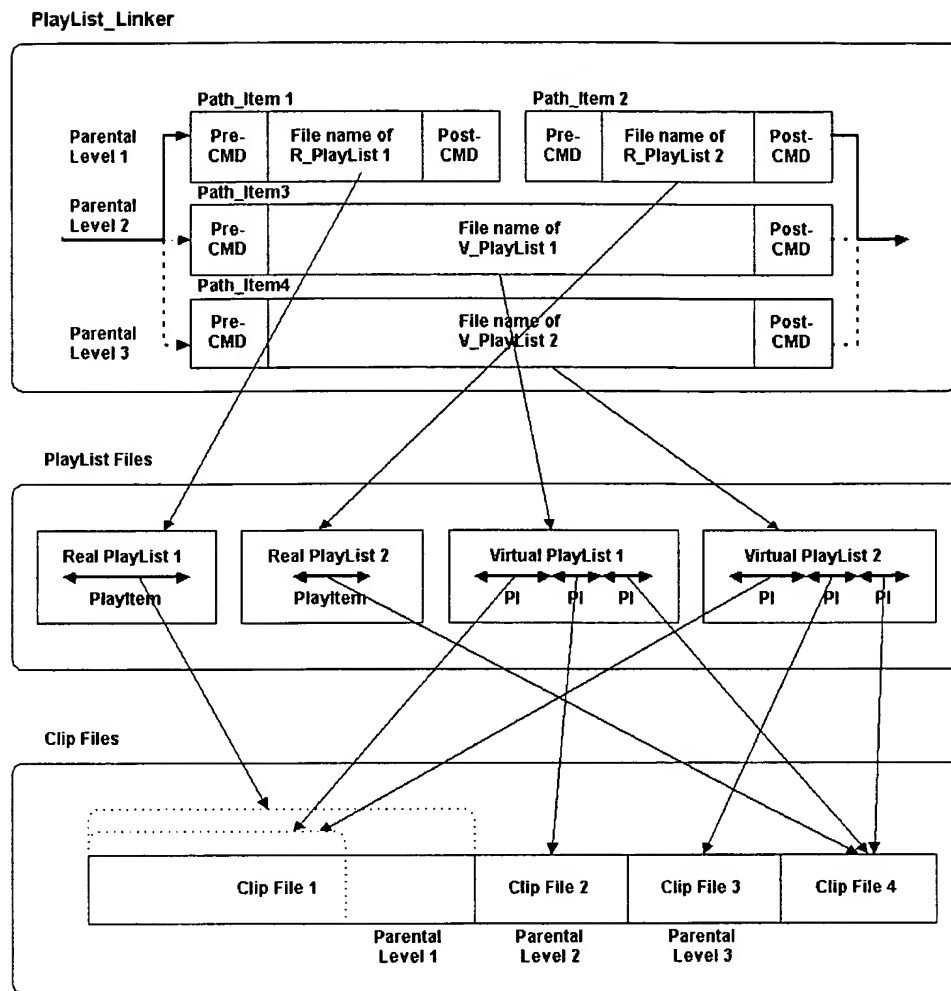 PlayList_Linker
Path_Item 1
Path_Item 2
Parental
Level 1
Pre-
CMD
File name of
R_PlayList 1
Post-
CMD
Pre-
CMD
File name of
R_PlayList 2
Post-
CMD
Path_Item3
Parental
Level 2
Pre-
CMD
File name of
V_PlayList 1
Post-
CMD
Path_Item4
Parental
Level 3
Pre-
CMD
File name of
V_PlayList 2
Post-
CMD
PlayList Files
Real PlayList 1
PlayItem
Real PlayList 2
PlayItem
Virtual PlayList 1
PI
PI
PI
Virtual PlayList 2
PI
PI
PI
Clip Files
Clip File 1
Clip File 2
Clip File 3
Clip File 4
Parental
Level 1
Parental
Level 2
Parental
Level 3